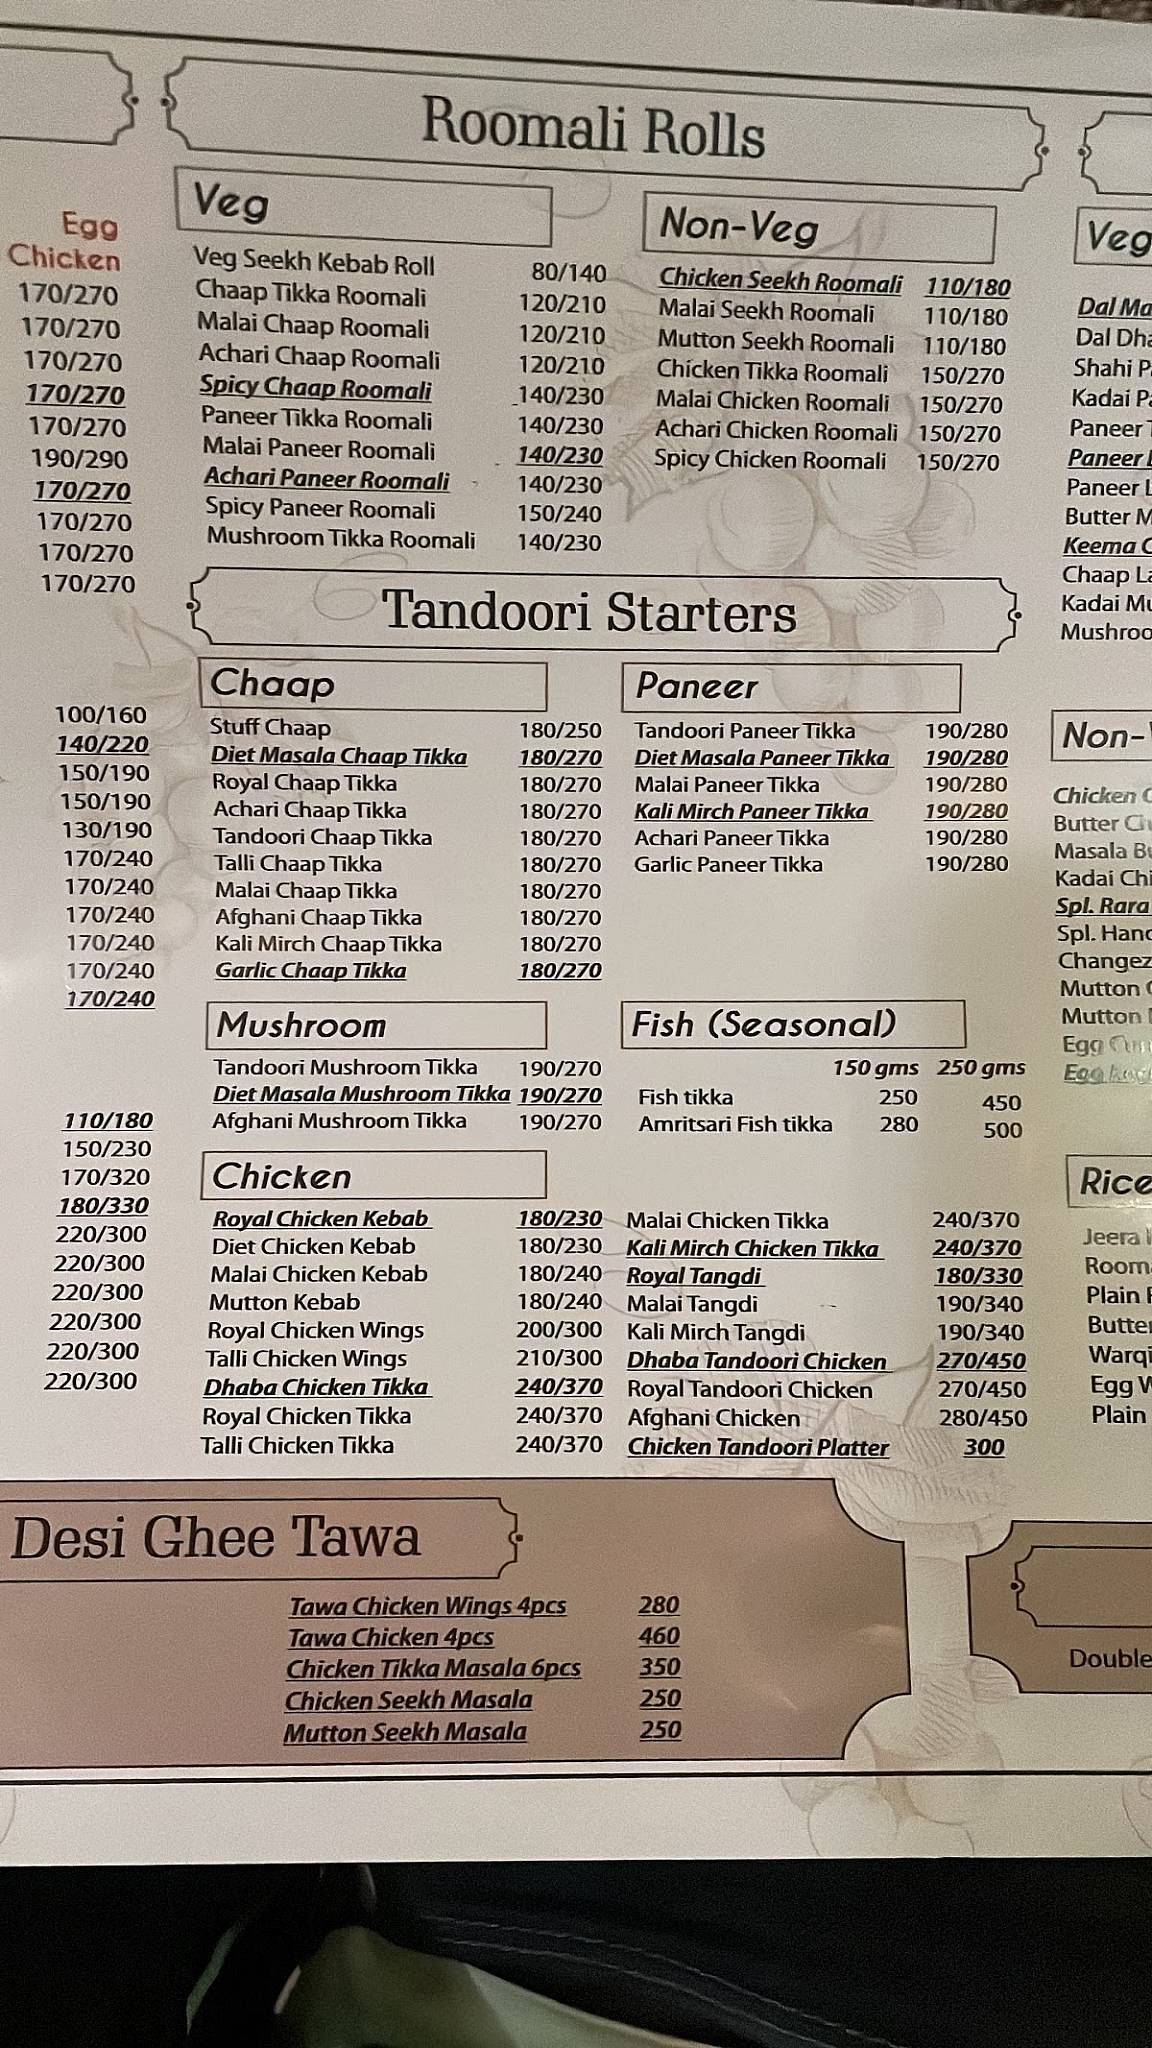 Roomali Rolls
Egg
Chicken
170/270
170/270
170/270
170/270
170/270
190/290
170/270
170/270
170/270
170/270
100/160
140/220
150/190
150/190
130/190
170/240
170/240
170/240
170/240
170/240
170/240
110/180
150/230
170/320
180/330
220/300
220/300
220/300
220/300
220/300
220/300
Veg
Veg Seekh Kebab Roll 80/140
Chaap Tikka Roomali 120/210
Malai Chaap Roomali 120/210
Achari Chaap Roomali 120/210
Spicy Chaap Roomali 140/230
Paneer Tikka Roomali 140/230
Malai Paneer Roomali 140/230
Achari Paneer Roomali 140/230
Spicy Paneer Roomali 150/240
Mushroom Tikka Roomali 140/230
Non-Veg
Chicken Seekh Roomali 110/180
Malai Seekh Roomali 110/180
Mutton Seekh Roomali 110/180
Chicken Tikka Roomali 150/270
Malai Chicken Roomali 150/270
Achari Chicken Roomali 150/270
Spicy Chicken Roomali 150/270
Tandoori Starters
Chaap
Stuff Chaap 180/250
Diet Masala Chaap Tikka 180/270
Royal Chaap Tikka 180/270
Achari Chaap Tikka 180/270
Tandoori Chaap Tikka 180/270
Talli Chaap Tikka 180/270
Malai Chaap Tikka 180/270
Afghani Chaap Tikka 180/270
Kali Mirch Chaap Tikka 180/270
Garlic Chaap Tikka 180/270
Paneer
Tandoori Paneer Tikka 190/280
Diet Masala Paneer Tikka 190/280
Malai Paneer Tikka 190/280
Kali Mirch Paneer Tikka 190/280
Achari Paneer Tikka 190/280
Garlic Paneer Tikka 190/280
Mushroom
Tandoori Mushroom Tikka 190/270
Diet Masala Mushroom Tikka 190/270
Afghani Mushroom Tikka 190/270
Fish (Seasonal)
150 gms 250 gms
Fish tikka 250 450
Amritsari Fish tikka 280 500
Chicken
Royal Chicken Kebab 180/230
Diet Chicken Kebab 180/230
Malai Chicken Kebab 180/240
Mutton Kebab 180/240
Royal Chicken Wings 200/300
Talli Chicken Wings 210/300
Dhaba Chicken Tikka 240/370
Royal Chicken Tikka 240/370
Talli Chicken Tikka 240/370
Malai Chicken Tikka 240/370
Kali Mirch Chicken Tikka 240/370
Royal Tangdi 180/330
Malai Tangdi 190/340
Kali Mirch Tangdi 190/340
Dhaba Tandoori Chicken 270/450
Royal Tandoori Chicken 270/450
Afghani Chicken 280/450
Chicken Tandoori Platter 300
Desi Ghee Tawa
Tawa Chicken Wings 4pcs 280
Tawa Chicken 4pcs 460
Chicken Tikka Masala 6pcs 350
Chicken Seekh Masala 250
Mutton Seekh Masala 250
Veg
Dal
Dal
Shahi
Kadai
Paneer
Paneer
Paneer
Butter
Keema
Chaap
Kadai
Non-
Chicken
Butter
Masala
Kadai
Spl. Rara
Spl.
Mutton
Mutton
Egg
Egg
Rice
Jeera
Plain
Butter
Egg
Plain
Double